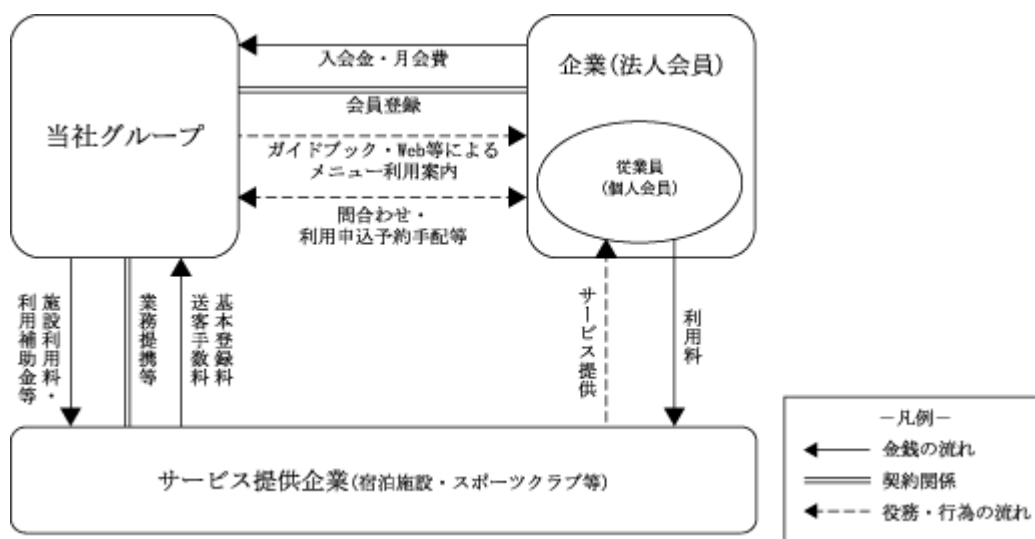 当社グループ
入会金・月会費
会員登録
ガイドブック・Web等による
メニュー利用案内
問合わせ・
利用申込予約手配等
企業(法人会員)
従業員
(個人会員)
施設利用料・
利用補助金等
業務提携等
基本登録料
送客手数料
サービス提供
利用料
サービス提供企業(宿泊施設・スポーツクラブ等)
－凡例－
金銭の流れ
契約関係
役務・行為の流れ